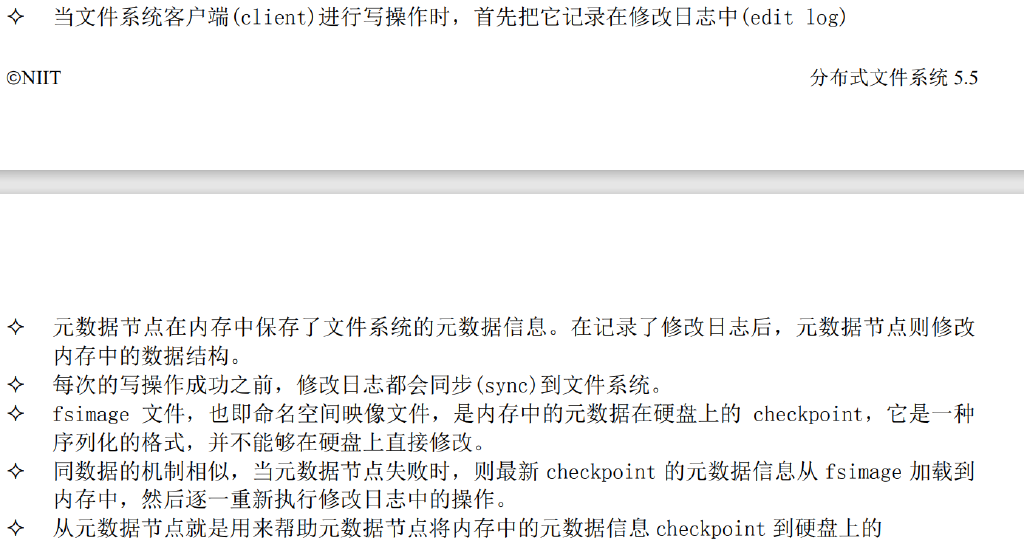 ✧ 当文件系统客户端(client)进行写操作时，首先把它记录在修改日志中(edit log)
©NIIT 分布式文件系统 5.5
✧ 元数据节点在内存中保存了文件系统的元数据信息。在记录了修改日志后，元数据节点则修改
内存中的数据结构。
✧ 每次的写操作成功之前，修改日志都会同步(sync)到文件系统。
✧ fsimage 文件，也即命名空间映像文件，是内存中的元数据在硬盘上的 checkpoint，它是一种
序列化的格式，并不能够在硬盘上直接修改。
✧ 同数据的机制相似，当元数据节点失败时，则最新 checkpoint 的元数据信息从 fsimage 加载到
内存中，然后逐一重新执行修改日志中的操作。
✧ 从元数据节点就是用来帮助元数据节点将内存中的元数据信息 checkpoint 到硬盘上的